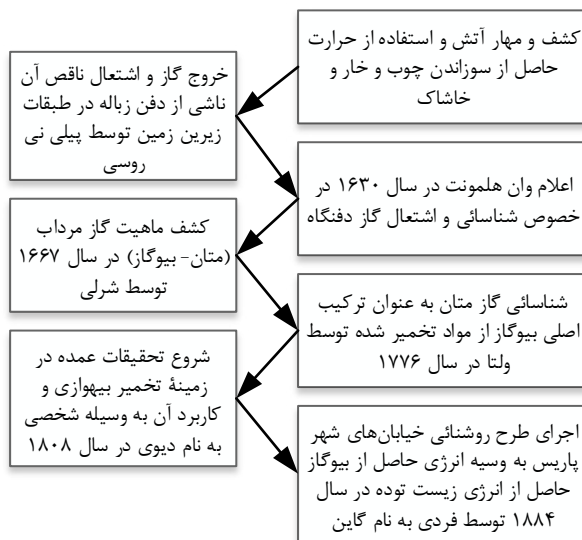 کشف و مهار آتش و استفاده از حرارت
حاصل از سوزاندن چوب و خار و
خاشاک
خروج گاز و اشتعال ناقص آن
ناشی از دفن زباله در طبقات
زیرین زمین توسط پیلی نی
روسی
اعلام وان هلمونت در سال ۱۶۳۰ در
خصوص شناسائی و اشتعال گاز دفنگاه
کشف ماهیت گاز مرداب
(متان- بیوگاز) در سال ۱۶۶۷
توسط شرلی
شناسائی گاز متان به عنوان ترکیب
اصلی بیوگاز از مواد تخمیر شده توسط
ولتا در سال ۱۷۷۶
شروع تحقیقات عمده در
زمینۀ تخمیر بیهوازی و
کاربرد آن به وسیله شخصی
به نام دیوی در سال ۱۸۰۸
اجرای طرح روشنائی خیابان‌های شهر
پاریس به وسیه انرژی حاصل از بیوگاز
حاصل از انرژی زیست توده در سال
۱۸۸۴ توسط فردی به نام گاین